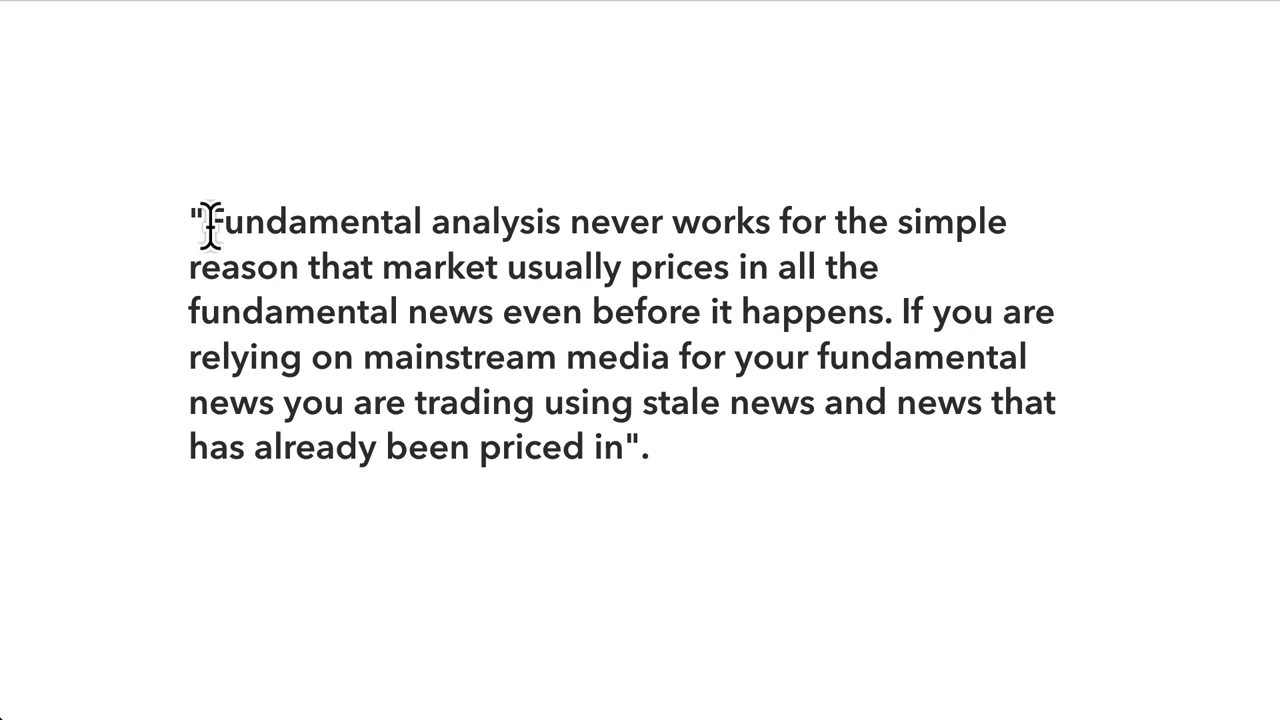 "Fundamental analysis never works for the simple
reason that market usually prices in all the
fundamental news even before it happens. If you are
relying on mainstream media for your fundamental
news you are trading using stale news and news that
has already been priced in".